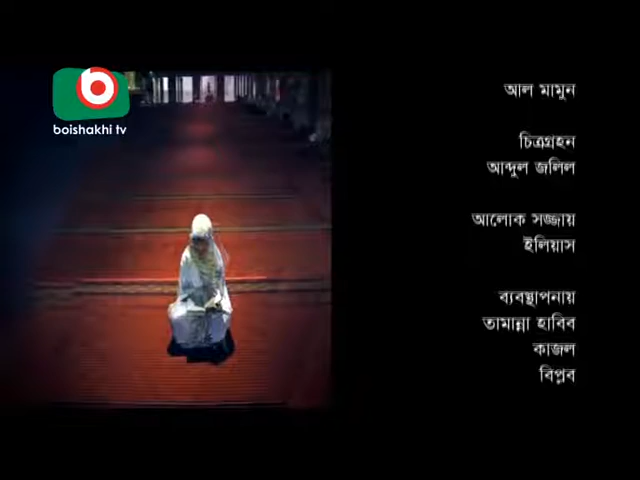 boishakhi tv
আল মামুন
চিত্রগ্রহন
আব্দুল জলিল
আলোক সজ্জায়
ইলিয়াস
ব্যবস্থাপনায়
তামান্না হাবিব
কাজল
বিপ্লব